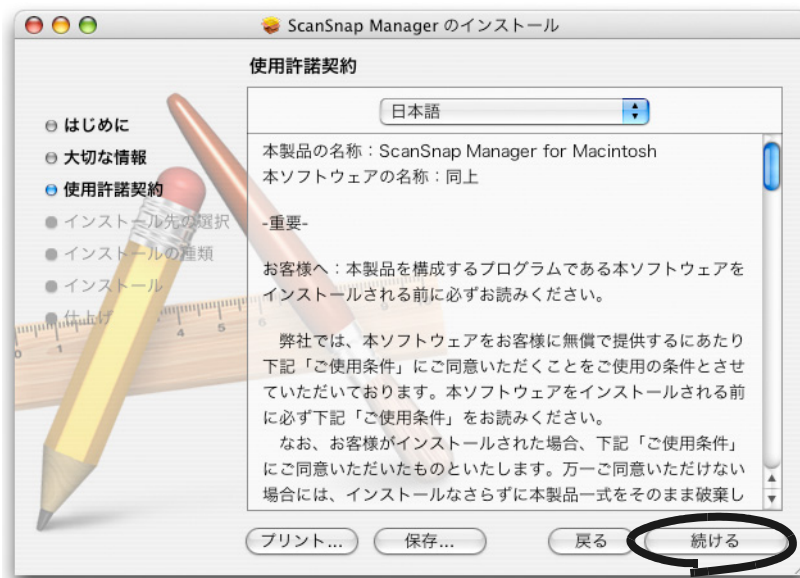 ScanSnap Manager のインストール
使用許諾契約
はじめに
大切な情報
使用許諾契約
インストール先の選択
インストールの種類
インストール
仕上げ
0 1 4 5 6
日本語
本製品の名称：ScanSnap Manager for Macintosh
本ソフトウェアの名称：同上
-重要-
お客様へ：本製品を構成するプログラムである本ソフトウェアを
インストールされる前に必ずお読みください。
弊社では、本ソフトウェアをお客様に無償で提供するにあたり
下記「ご使用条件」にご同意いただくことをご使用の条件とさせ
ていただいております。本ソフトウェアをインストールされる前
に必ず下記「ご使用条件」をお読みください。
なお、お客様がインストールされた場合、下記「ご使用条件」
にご同意いただいたものといたします。万一ご同意いただけない
場合には、インストールなさらずに本製品一式をそのまま破棄し
プリント...
保存...
戻る
続ける